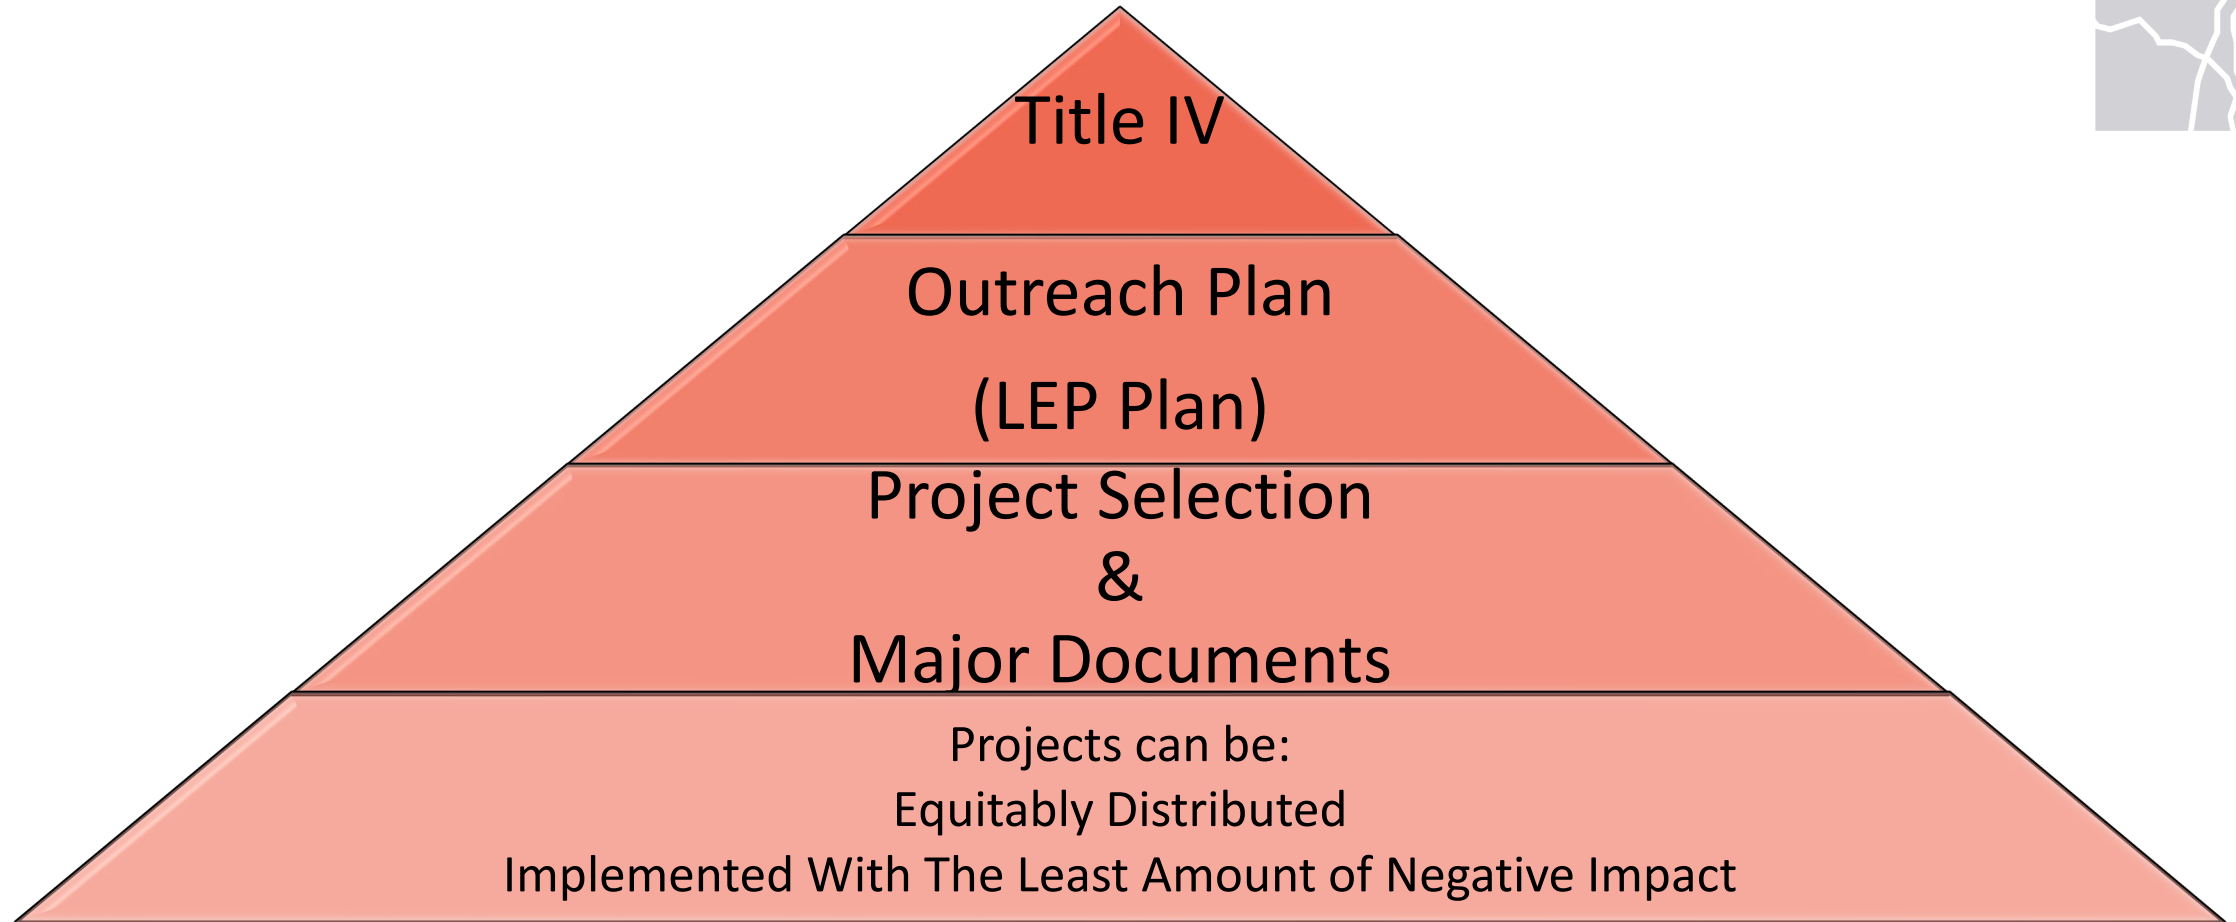 Title IV
Outreach Plan
(LEP Plan)
Project Selection
&
Major Documents
Projects can be:
Equitably Distributed
Implemented With The Least Amount of Negative Impact